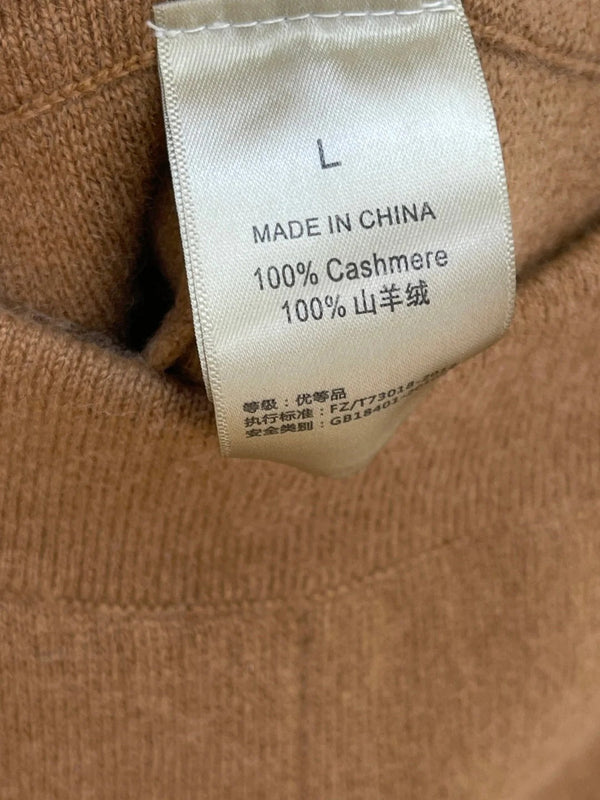 L
MADE IN CHINA
100% Cashmere
100% 山羊绒
等级：优等品
执行标准：FZ/T73018-
安全类别：GB18401-